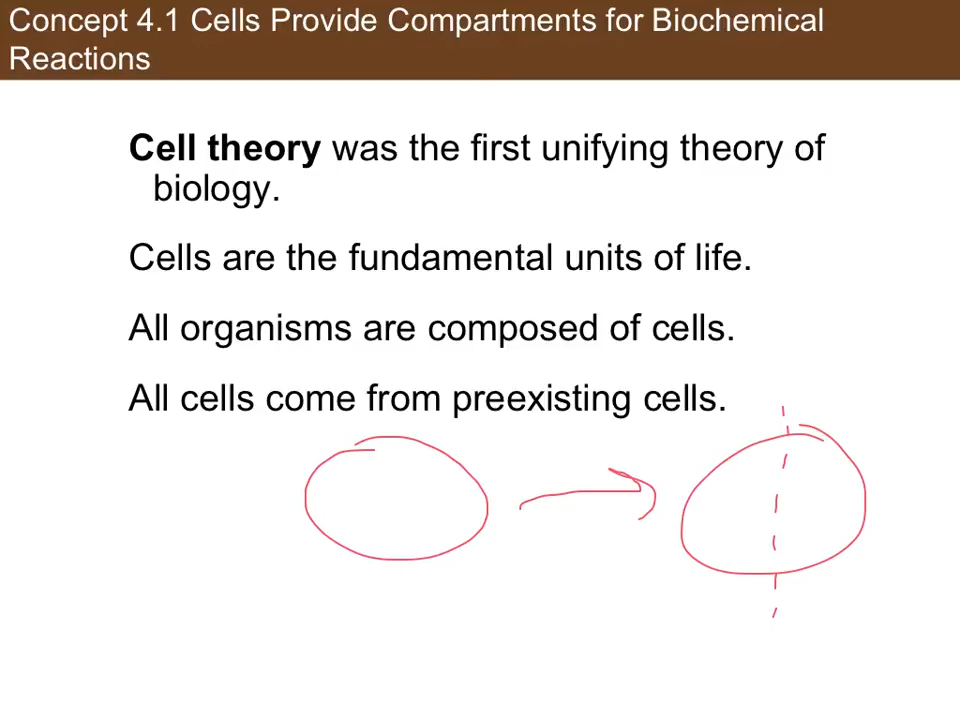 Concept 4.1 Cells Provide Compartments for Biochemical
Reactions
Cell theory was the first unifying theory of
biology.
Cells are the fundamental units of life.
All organisms are composed of cells.
All cells come from preexisting cells.